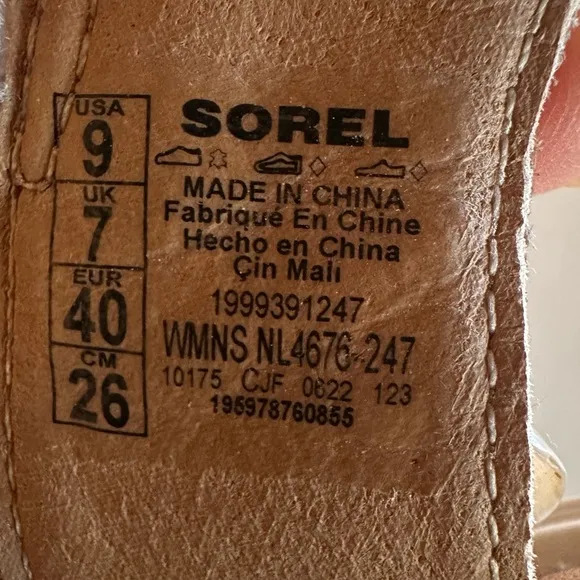 USA
9
UK
7
EUR
40
CM
26
SOREL
MADE IN CHINA
Fabriqué En Chine
Hecho en China
Çin Mali
1999391247
WMNS NL4676-247
10175 CJF 0622 123
195978760855